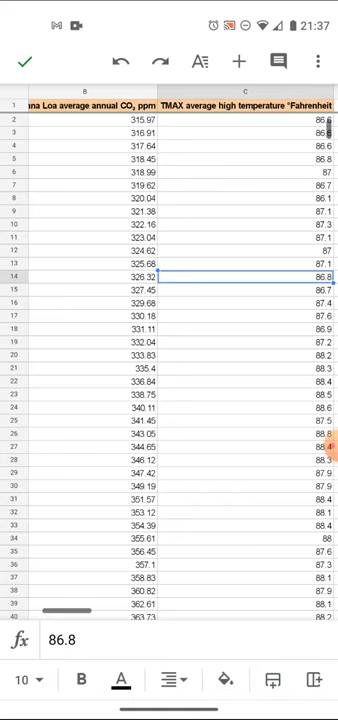 21:37
A
B C
1 una Loa average annual CO₂ ppm TMAX average high temperature °Fahrenheit
2 315.97 86.6
3 316.91 86.6
4 317.64 86.6
5 318.45 86.8
6 318.99 87
7 319.62 86.7
8 320.04 86.1
9 321.38 87.1
10 322.16 87.3
11 323.04 87.1
12 324.62 87
13 325.68 87.1
14 326.32 86.8
15 327.45 86.7
16 329.68 87.4
17 330.18 87.6
18 331.11 86.9
19 332.04 87.2
20 333.83 88.2
21 335.4 88.3
22 336.84 88.4
23 338.75 88.5
24 340.11 88.6
25 341.45 87.5
26 343.05 88.8
27 344.65 88.4
28 346.12 88.3
29 347.42 87.9
30 349.19 87.9
31 351.57 88.4
32 353.12 88.1
33 354.39 88.4
34 355.61 88
35 356.45 87.6
36 357.1 87.3
37 358.83 88.1
38 360.82 87.9
39 362.61 88.1
40 363.73 88.2
fx 86.8
10 B A